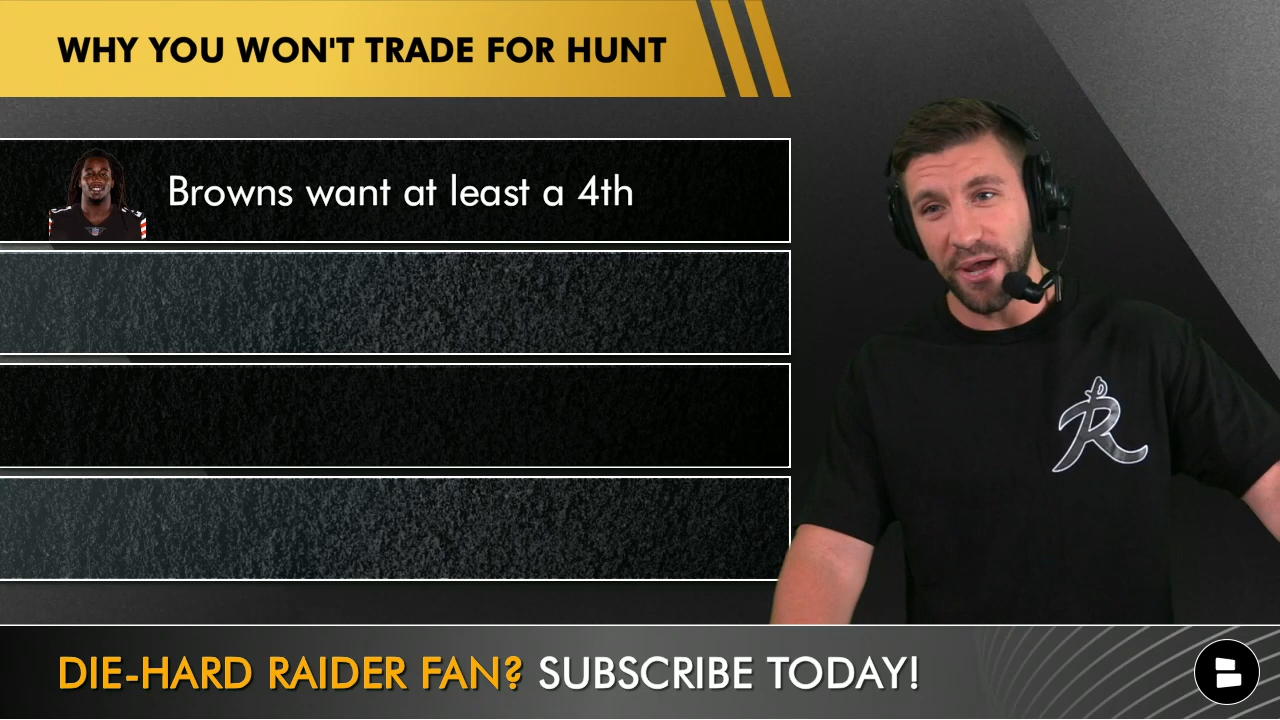 WHY YOU WON'T TRADE FOR HUNT
Browns want at least a 4th
R
DIE-HARD RAIDER FAN? SUBSCRIBE TODAY!